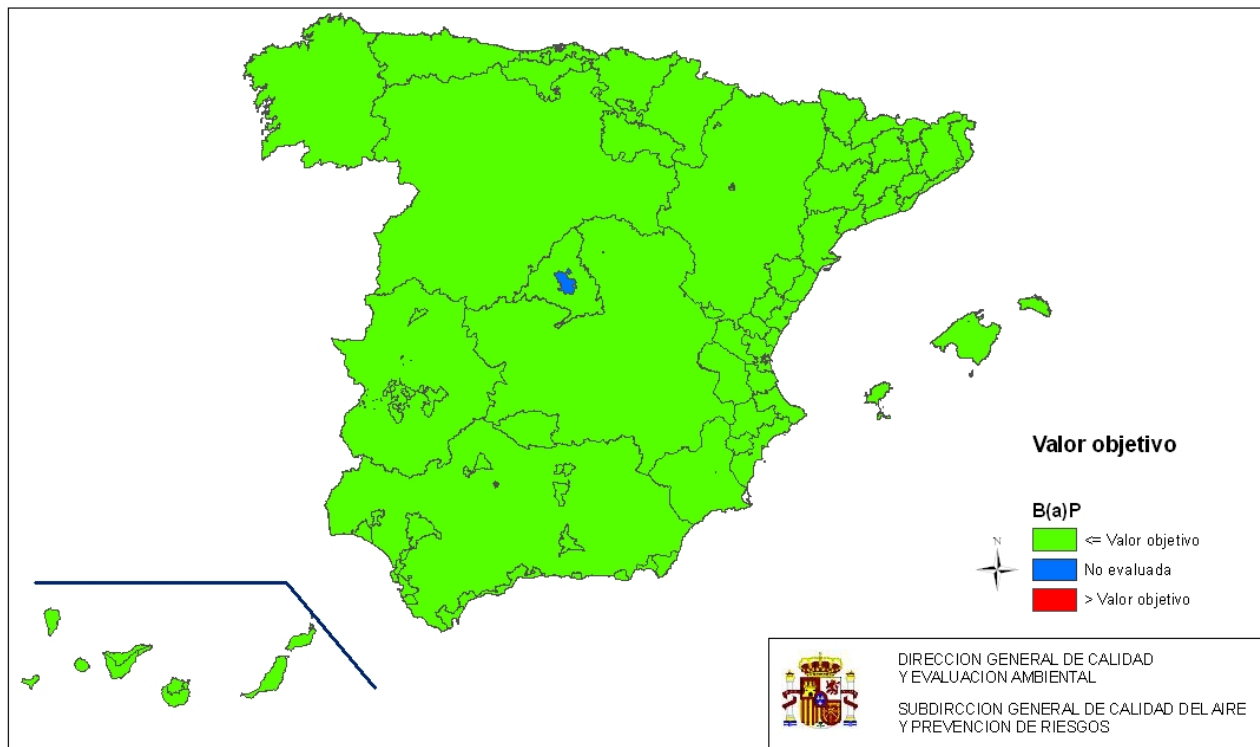 Valor objetivo
B(a)P
<= Valor objetivo
No evaluada
> Valor objetivo
N
DIRECCION GENERAL DE CALIDAD
Y EVALUACION AMBIENTAL
SUBDIRCCION GENERAL DE CALIDAD DEL AIRE
Y PREVENCION DE RIESGOS